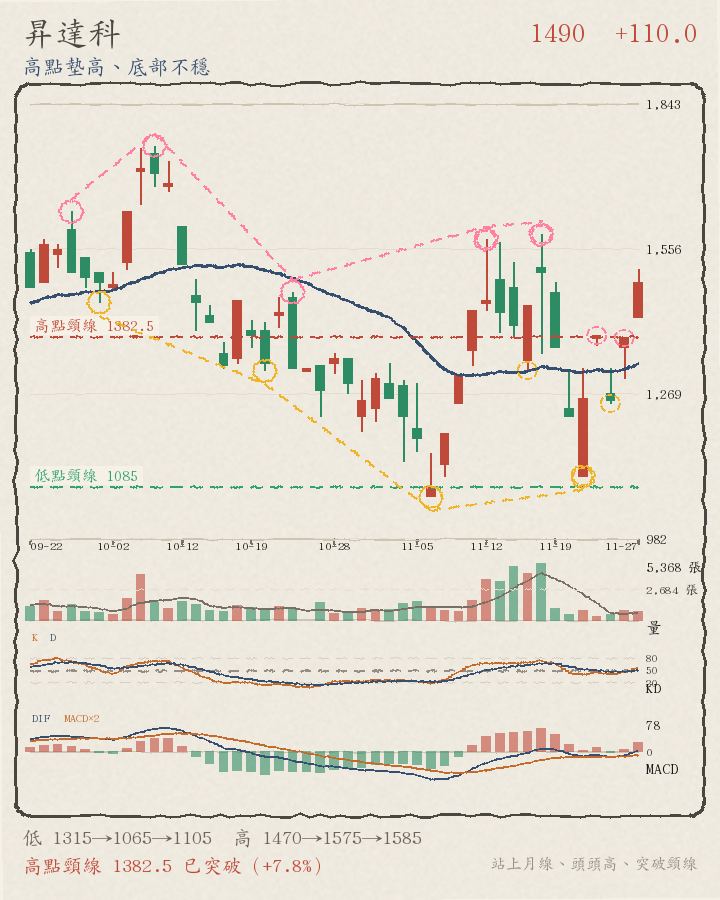 昇達科 1490 +110.0
高點墊高、底部不穩
1,843
1,556
高點頸線 1382.5
1,269
低點頸線 1085
982
09-22 10-02 10-12 10-19 10-28 11-05 11-12 11-19 11-27
5,368 張
2,684 張
量
K D
80
50
20
KD
DIF MACD×2
78
0
MACD
低 1315→1065→1105 高 1470→1575→1585
高點頸線 1382.5 已突破 (+7.8%)
站上月線、頭頭高、突破頸線